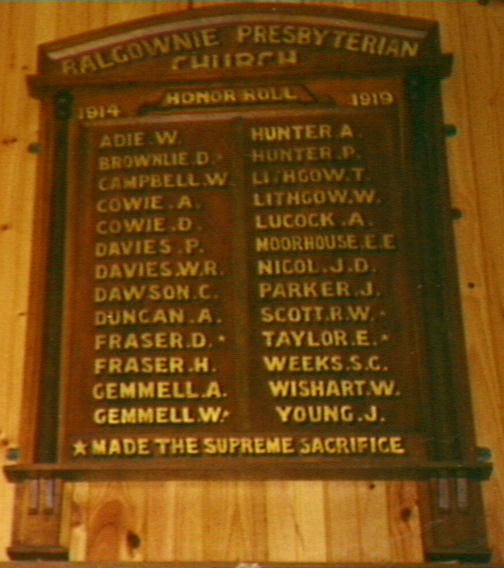 BALGOWNIE PRESBYTERIAN
CHURCH
HONOR ROLL
1914 1919
ADIE.W.
BROWNLIE.D.*
CAMPBELL.W.
COWIE.A.
COWIE.D.
DAVIES.P.
DAVIES.W.R.
DAWSON.C.
DUNCAN.A.
FRASER.D.*
FRASER.H.
GEMMELL.A.
GEMMELL.W.*
HUNTER.A.
HUNTER.P.
LITHGOW.T.
LITHGOW.W.
LUCOCK.A.
MOORHOUSE.E.E
NICOL.J.D.
PARKER.J.
SCOTT.R.W.*
TAYLOR.E.*
WEEKS.S.G.
WISHART.W.
YOUNG.J.
★MADE THE SUPREME SACRIFICE